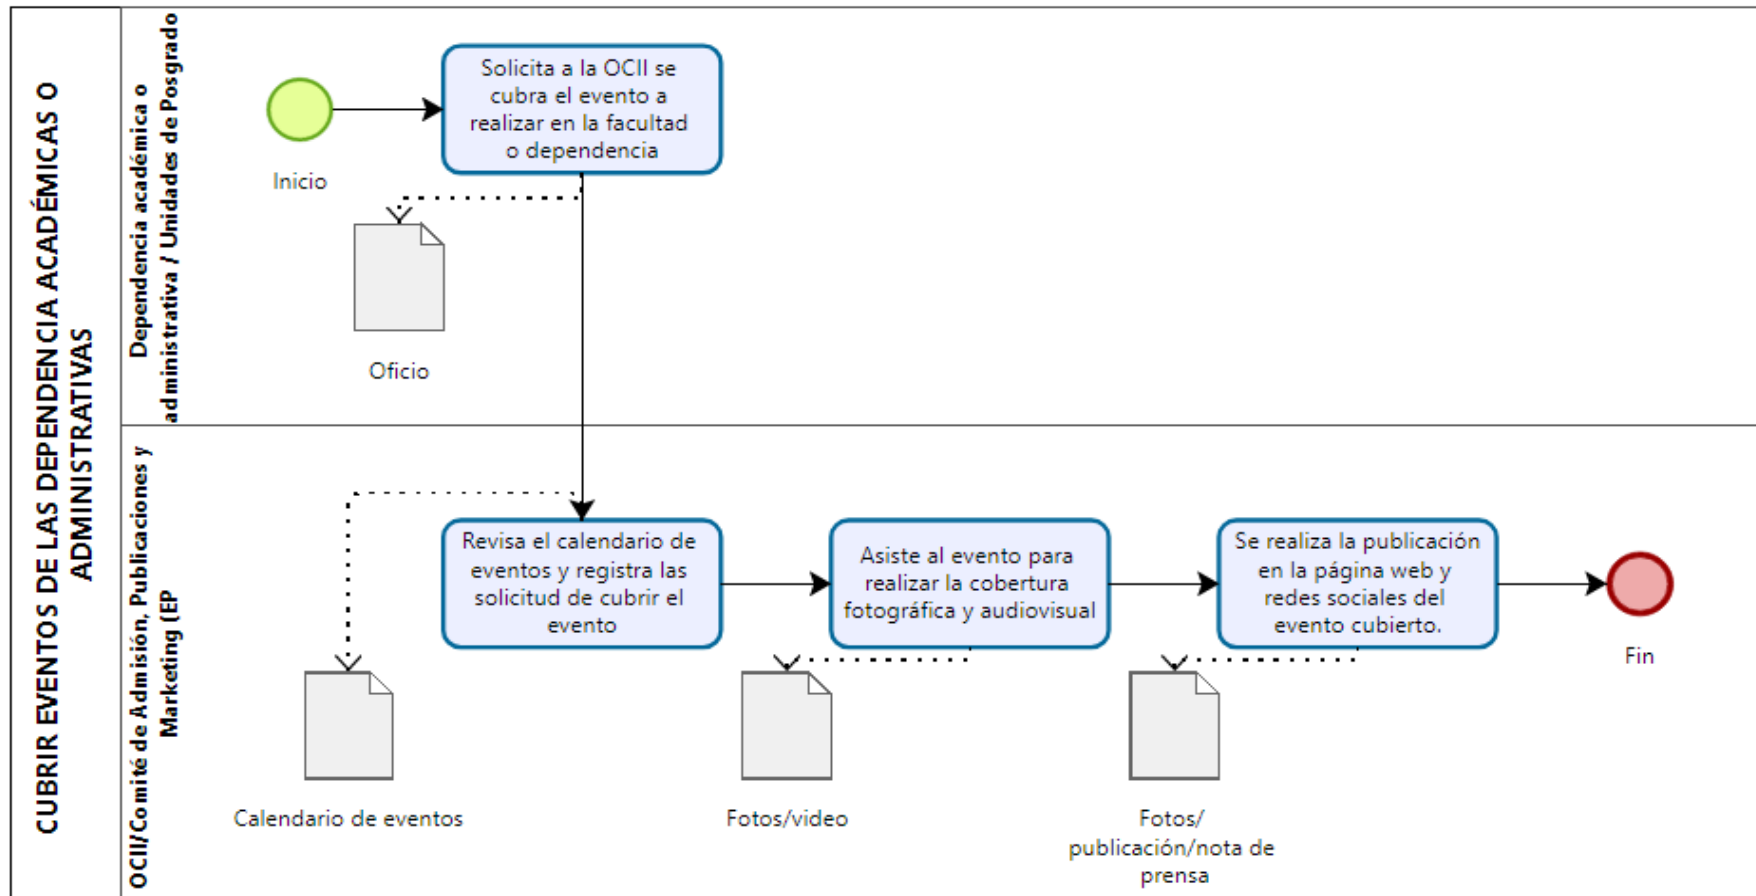 CUBRIR EVENTOS DE LAS DEPENDENCIA ACADÉMICAS O
ADMINISTRATIVAS
Dependencia académica o
administrativa / Unidades de Posgrado
Inicio
Solicita a la OCII se
cubra el evento a
realizar en la facultad
o dependencia
Oficio
OCII/Comité de Admisión, Publicaciones y
Marketing (EP
Revisa el calendario de
eventos y registra las
solicitud de cubrir el
evento
Asiste al evento para
realizar la cobertura
fotográfica y audiovisual
Se realiza la publicación
en la página web y
redes sociales del
evento cubierto.
Fin
Calendario de eventos
Fotos/video
Fotos/
publicación/nota de
prensa